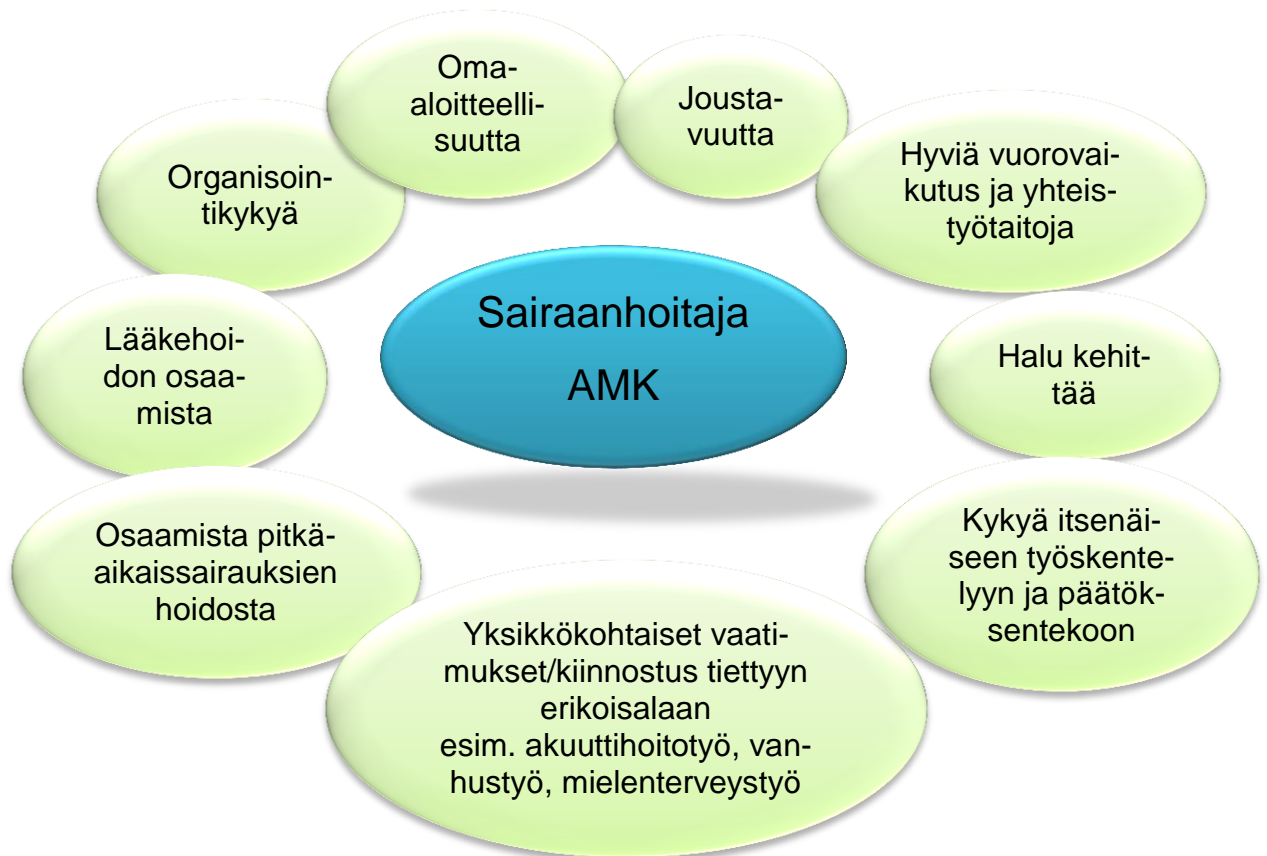 Oma-
aloitteelli-
suutta
Jousta-
vuutta
Hyviä vuorovai-
kutus ja yhteis-
työtaitoja
Organisoin-
tikykyä
Sairaanhoitaja
AMK
Lääkehoi-
don osaa-
mista
Halu kehit-
tää
Osaamista pitkä-
aikaissairauksien
hoidosta
Kykyä itsenäi-
seen työskente-
lyyn ja päätök-
sentekoon
Yksikkökohtaiset vaati-
mukset/kiinnostus tiettyyn
erikoisalaan
esim. akuuttihoitotyö, van-
hustyö, mielenterveystyö